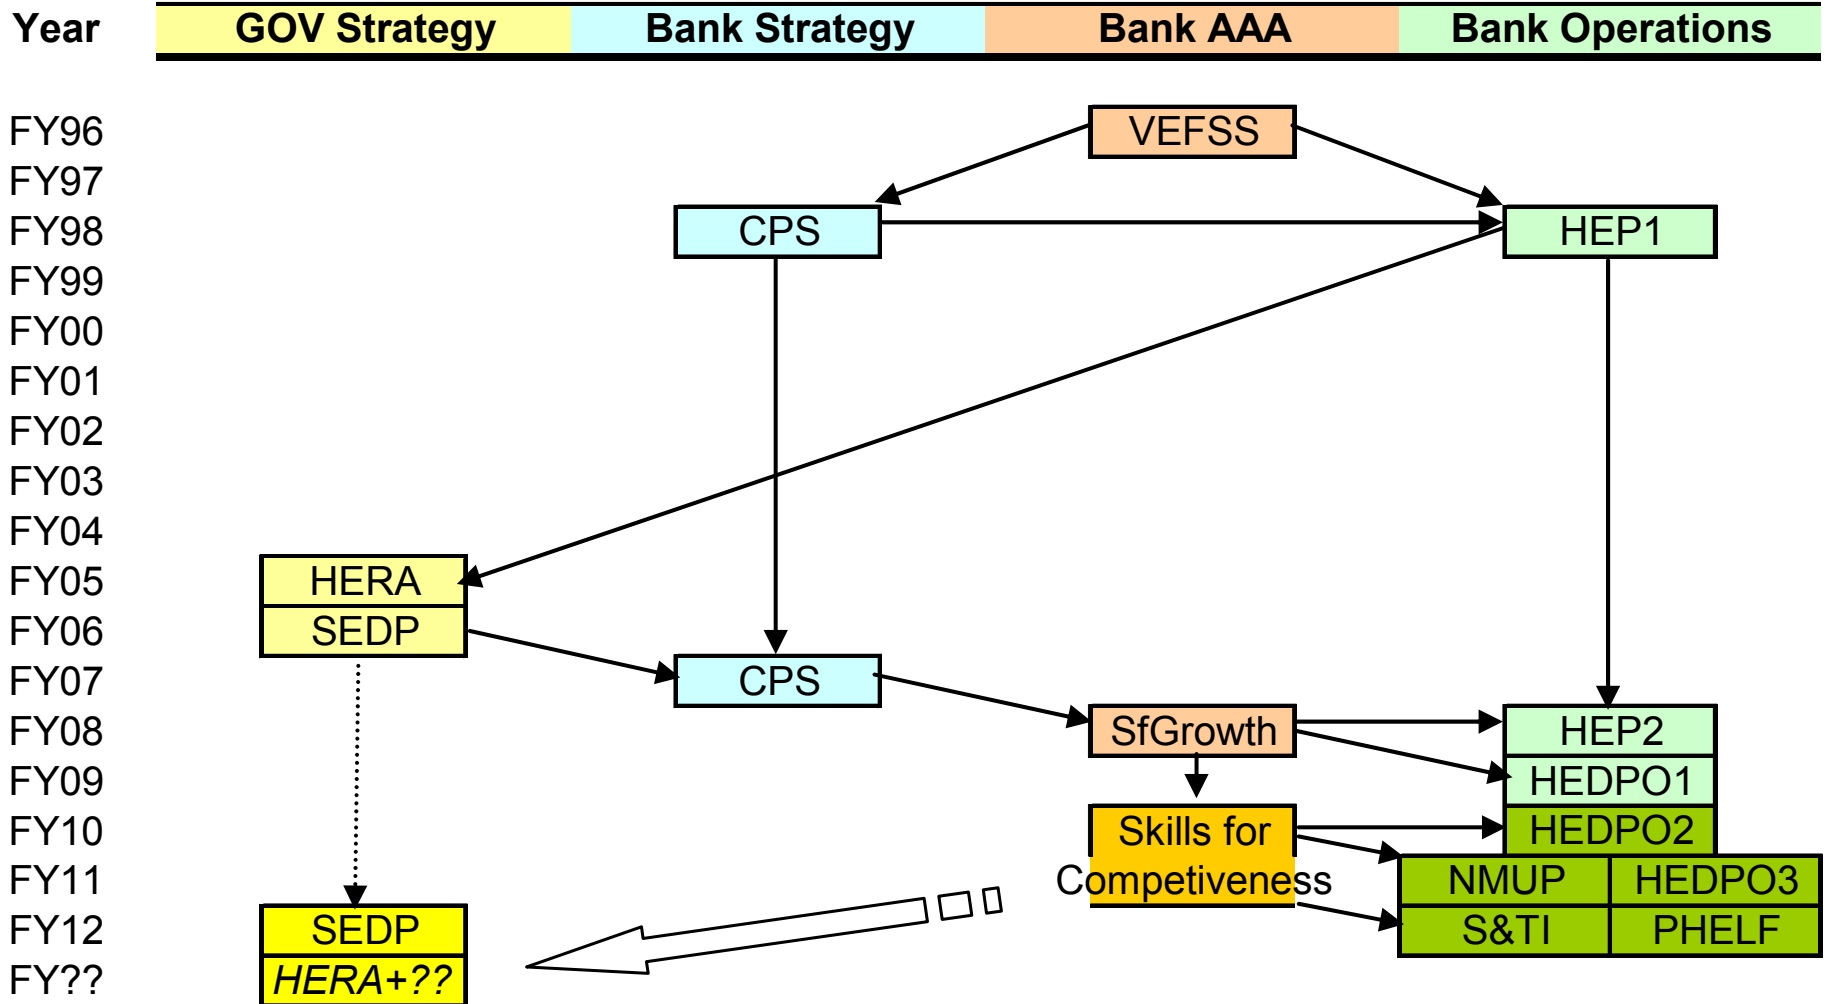 Year GOV Strategy Bank Strategy Bank AAA Bank Operations
FY96 VEFSS
FY97
FY98 CPS HEP1
FY99
FY00
FY01
FY02
FY03
FY04
FY05 HERA
FY06 SEDP
FY07 CPS
FY08 SfGrowth HEP2
FY09 HEDPO1
FY10 Skills for HEDPO2
FY11 Competiveness NMUP HEDPO3
FY12 SEDP S&TI PHELF
FY?? HERA+??